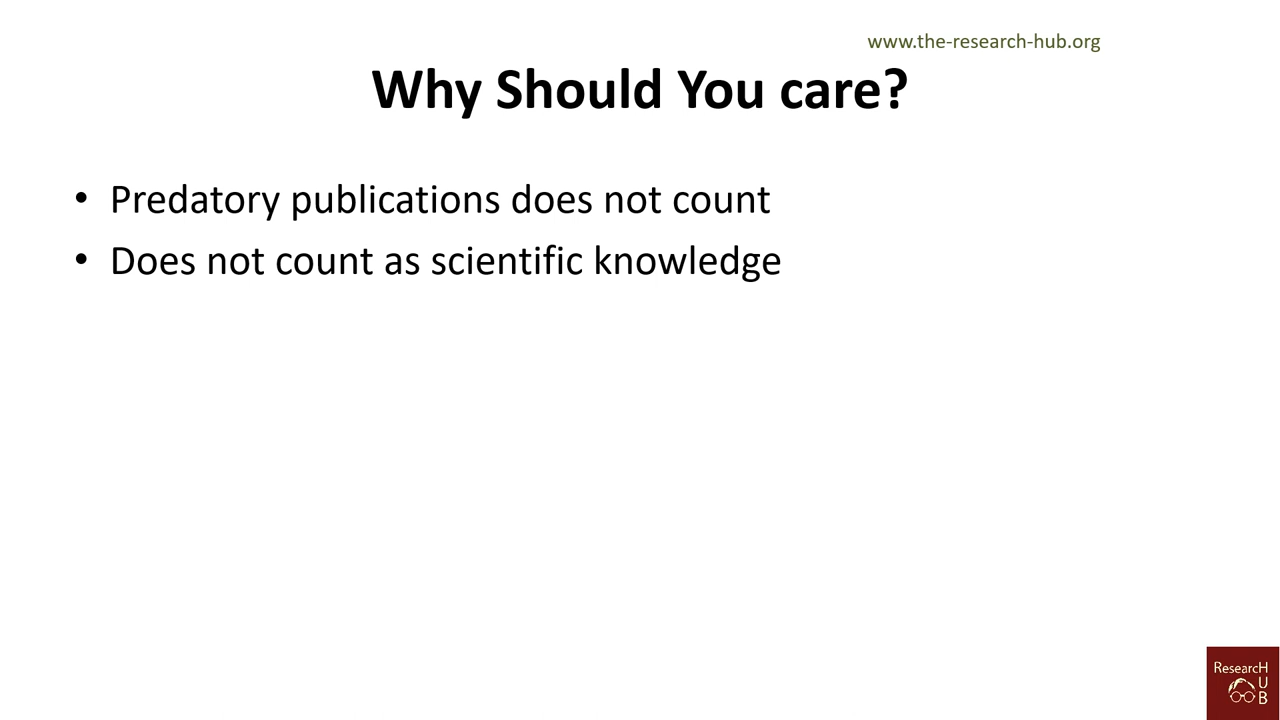 www.the-research-hub.org
Why Should You care?
• Predatory publications does not count
• Does not count as scientific knowledge
ResearcH
U
B